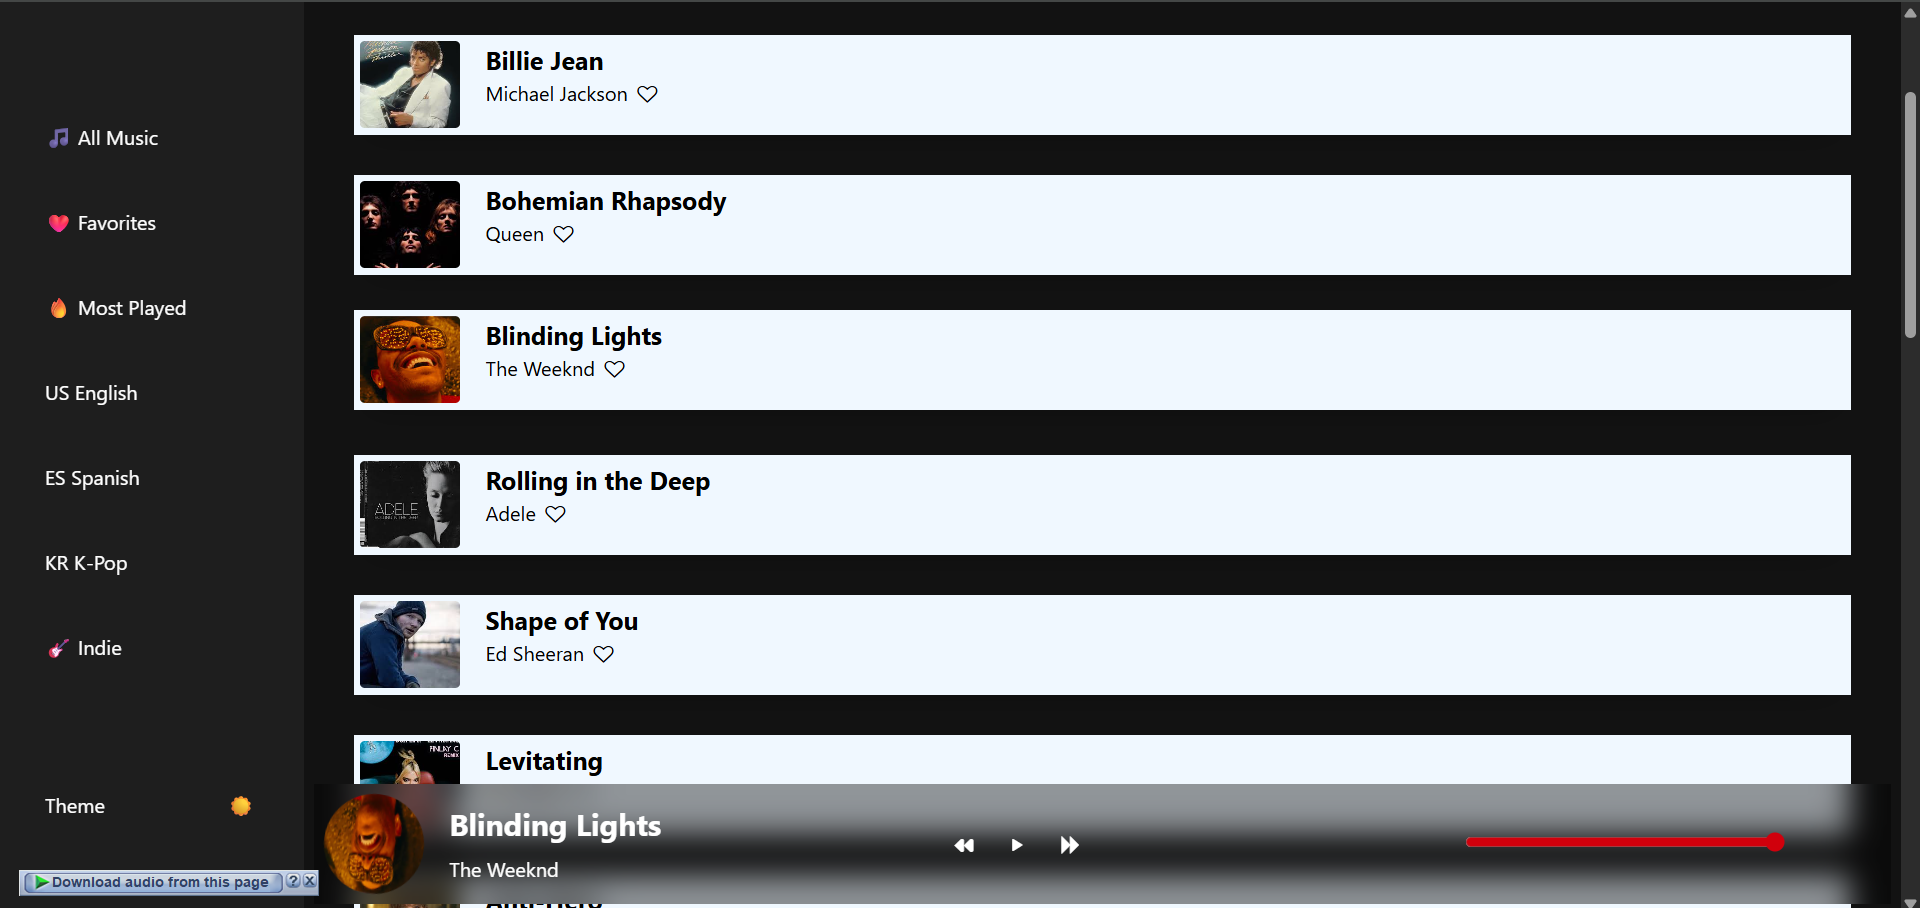 All Music
Favorites
Most Played
US English
ES Spanish
KR K-Pop
Indie
Theme
Download audio from this page
?
X
Billie Jean
Michael Jackson
Bohemian Rhapsody
Queen
Blinding Lights
The Weeknd
ADELE
Rolling in the Deep
Adele
Shape of You
Ed Sheeran
FINLAY C
REMIX
Levitating
Blinding Lights
The Weeknd